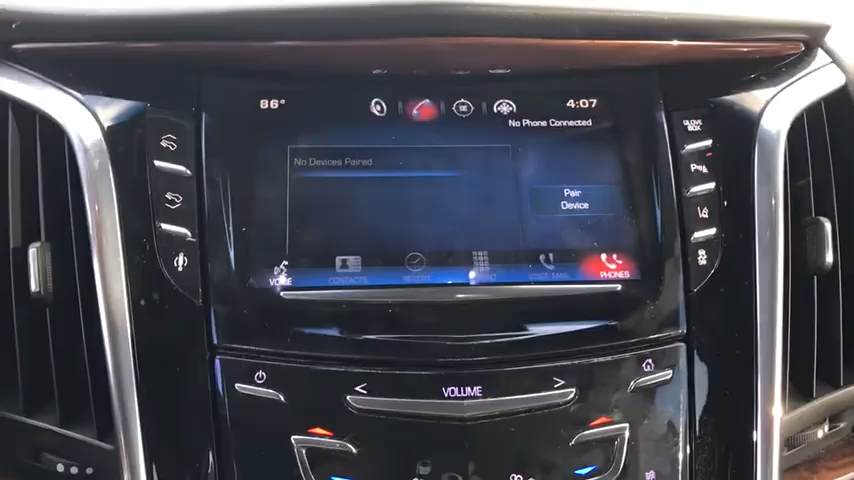 86°
4:07
No Phone Connected
GLOVE
BOX
No Devices Paired
Pair
Device
VOICE
CONTACTS
RECENT
VOICE MAIL
PHONES
VOLUME